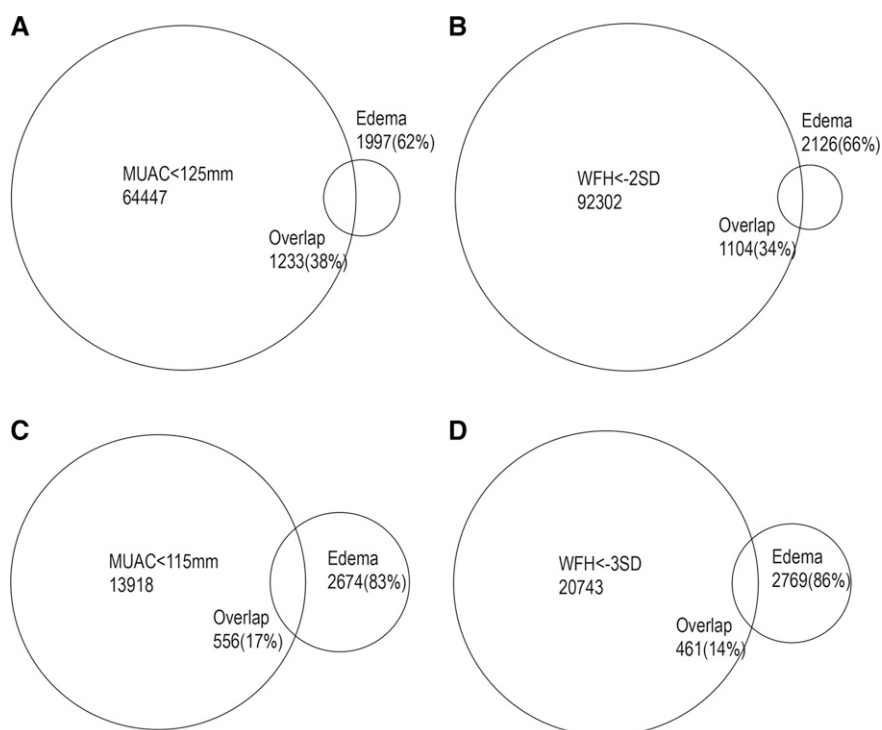 A
MUAC<125mm
64447
Edema
1997(62%)
Overlap
1233(38%)
B
WFH<-2SD
92302
Edema
2126(66%)
Overlap
1104(34%)
C
MUAC<115mm
13918
Edema
2674(83%)
Overlap
556(17%)
D
WFH<-3SD
20743
Edema
2769(86%)
Overlap
461(14%)